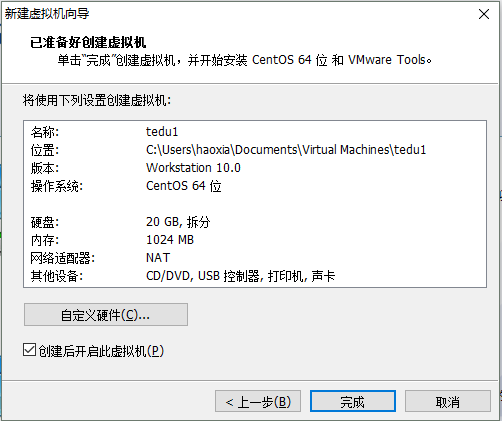 新建虚拟机向导
已准备好创建虚拟机
单击“完成”创建虚拟机，并开始安装 CentOS 64 位 和 VMware Tools。
将使用下列设置创建虚拟机:
名称: tedu1
位置: C:\Users\haoxia\Documents\Virtual Machines\tedu1
版本: Workstation 10.0
操作系统: CentOS 64 位
硬盘: 20 GB, 拆分
内存: 1024 MB
网络适配器: NAT
其他设备: CD/DVD, USB 控制器, 打印机, 声卡
自定义硬件(C)...
创建后开启此虚拟机(P)
< 上一步(B) 完成 取消